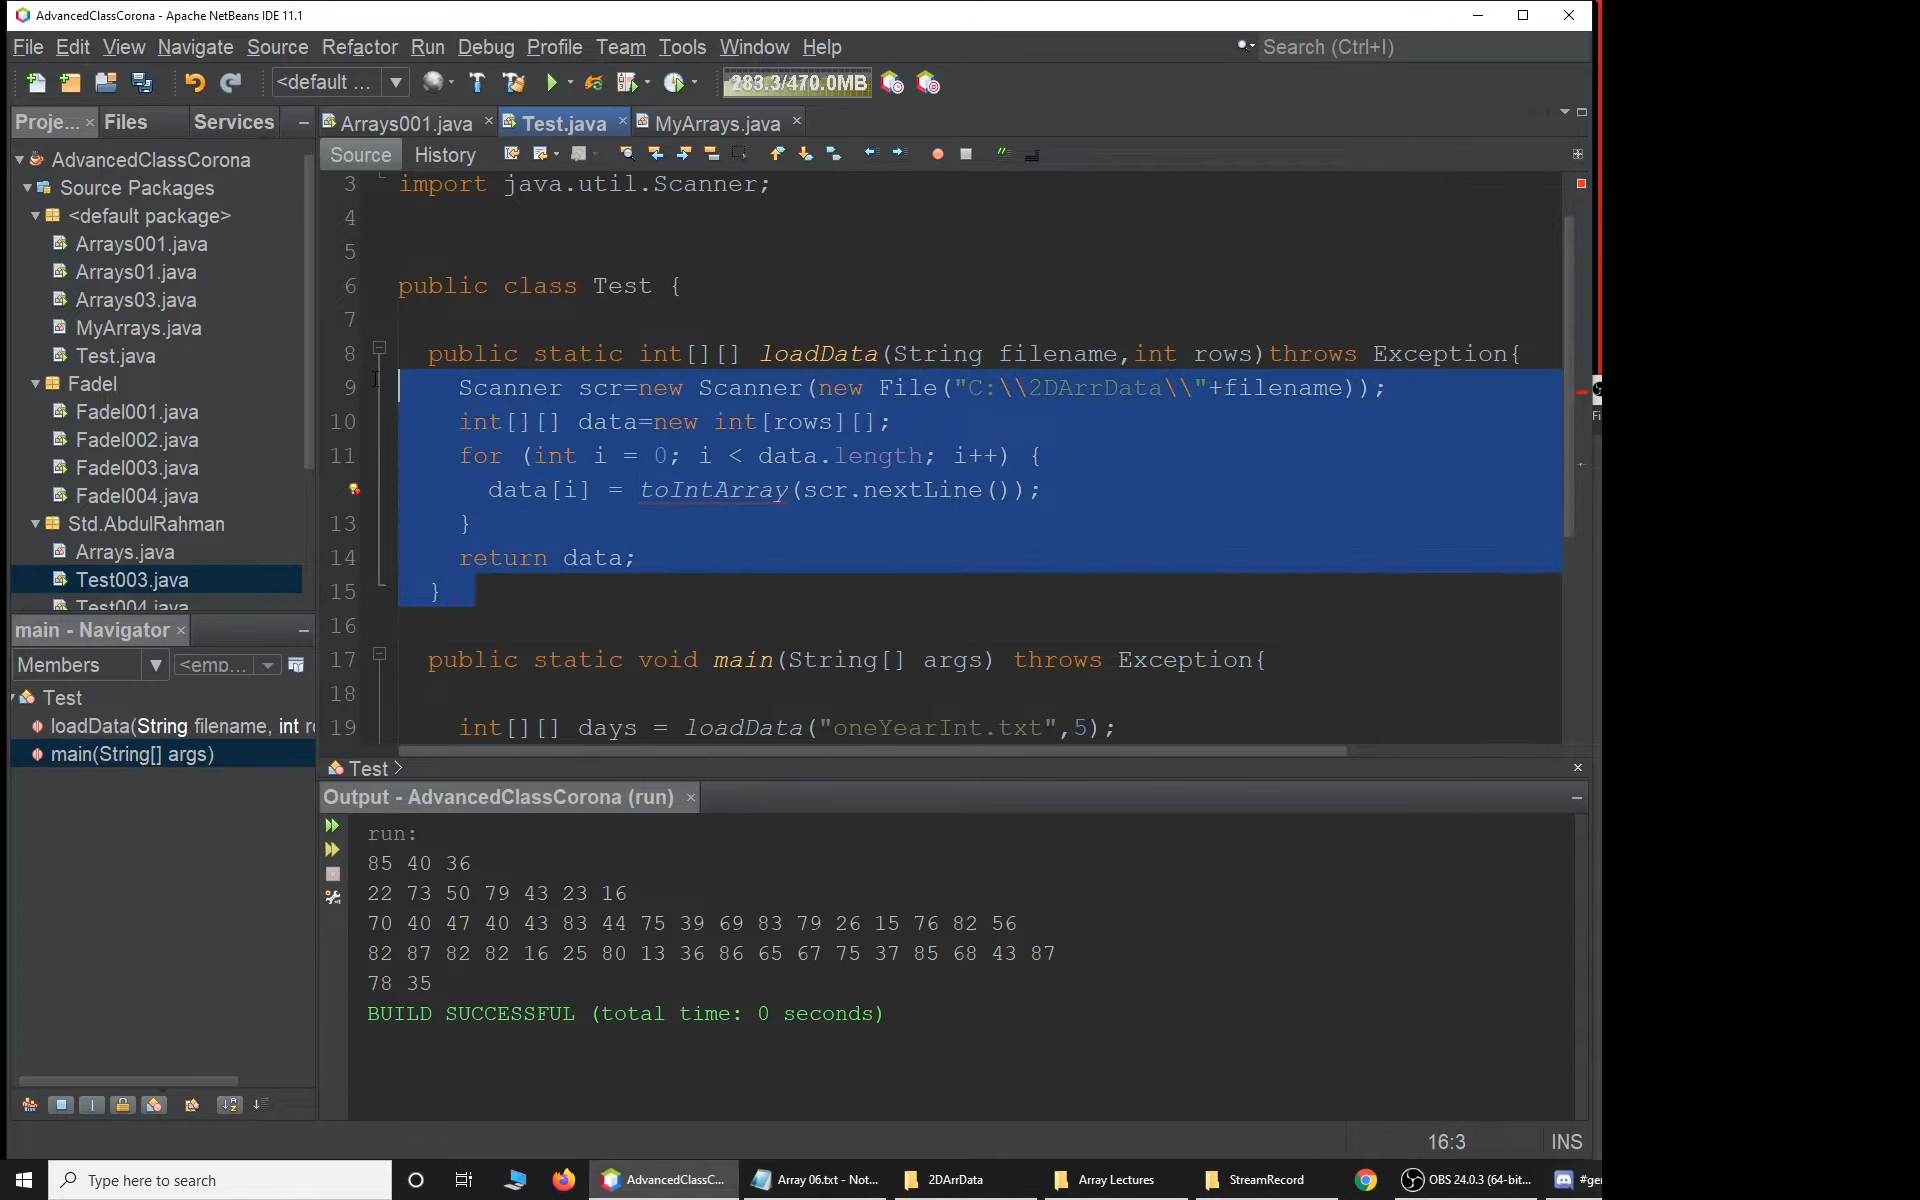 AdvancedClassCorona - Apache NetBeans IDE 11.1
File Edit View Navigate Source Refactor Run Debug Profile Team Tools Window Help
Search (Ctrl+I)
<default ...
283.3/470.0MB
Proje... × Files Services
Arrays001.java × Test.java × MyArrays.java ×
Source History
AdvancedClassCorona
Source Packages
<default package>
Arrays001.java
Arrays01.java
Arrays03.java
MyArrays.java
Test.java
Fadel
Fadel001.java
Fadel002.java
Fadel003.java
Fadel004.java
Std.AbdulRahman
Arrays.java
Test003.java
Test004.java
3 import java.util.Scanner;
4
5
6 public class Test {
7
8 public static int[][] loadData(String filename,int rows)throws Exception{
9 Scanner scr=new Scanner(new File("C:\\2DArrData\\"+filename));
10 int[][] data=new int[rows][];
11 for (int i = 0; i < data.length; i++) {
data[i] = toIntArray(scr.nextLine());
13 }
14 return data;
15 }
16
17 public static void main(String[] args) throws Exception{
18
19 int[][] days = loadData("oneYearInt.txt",5);
Test
main - Navigator ×
Members <emp...
Test
loadData(String filename, int ro
main(String[] args)
Output - AdvancedClassCorona (run) ×
run:
85 40 36
22 73 50 79 43 23 16
70 40 47 40 43 83 44 75 39 69 83 79 26 15 76 82 56
82 87 82 82 16 25 80 13 36 86 65 67 75 37 85 68 43 87
78 35
BUILD SUCCESSFUL (total time: 0 seconds)
16:3 INS
Type here to search
AdvancedClassC...
Array 06.txt - Not...
2DArrData
Array Lectures
StreamRecord
OBS 24.0.3 (64-bit...
#ge
Fi